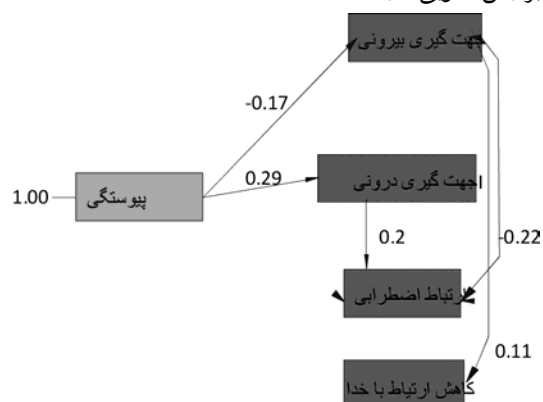 جهت گیری بیرونی
-0.17
1.00
پیوستگی
0.29
اجهت گیری درونی
0.2
-0.22
ارتباط اضطرابی
0.11
کاهش ارتباط با خدا